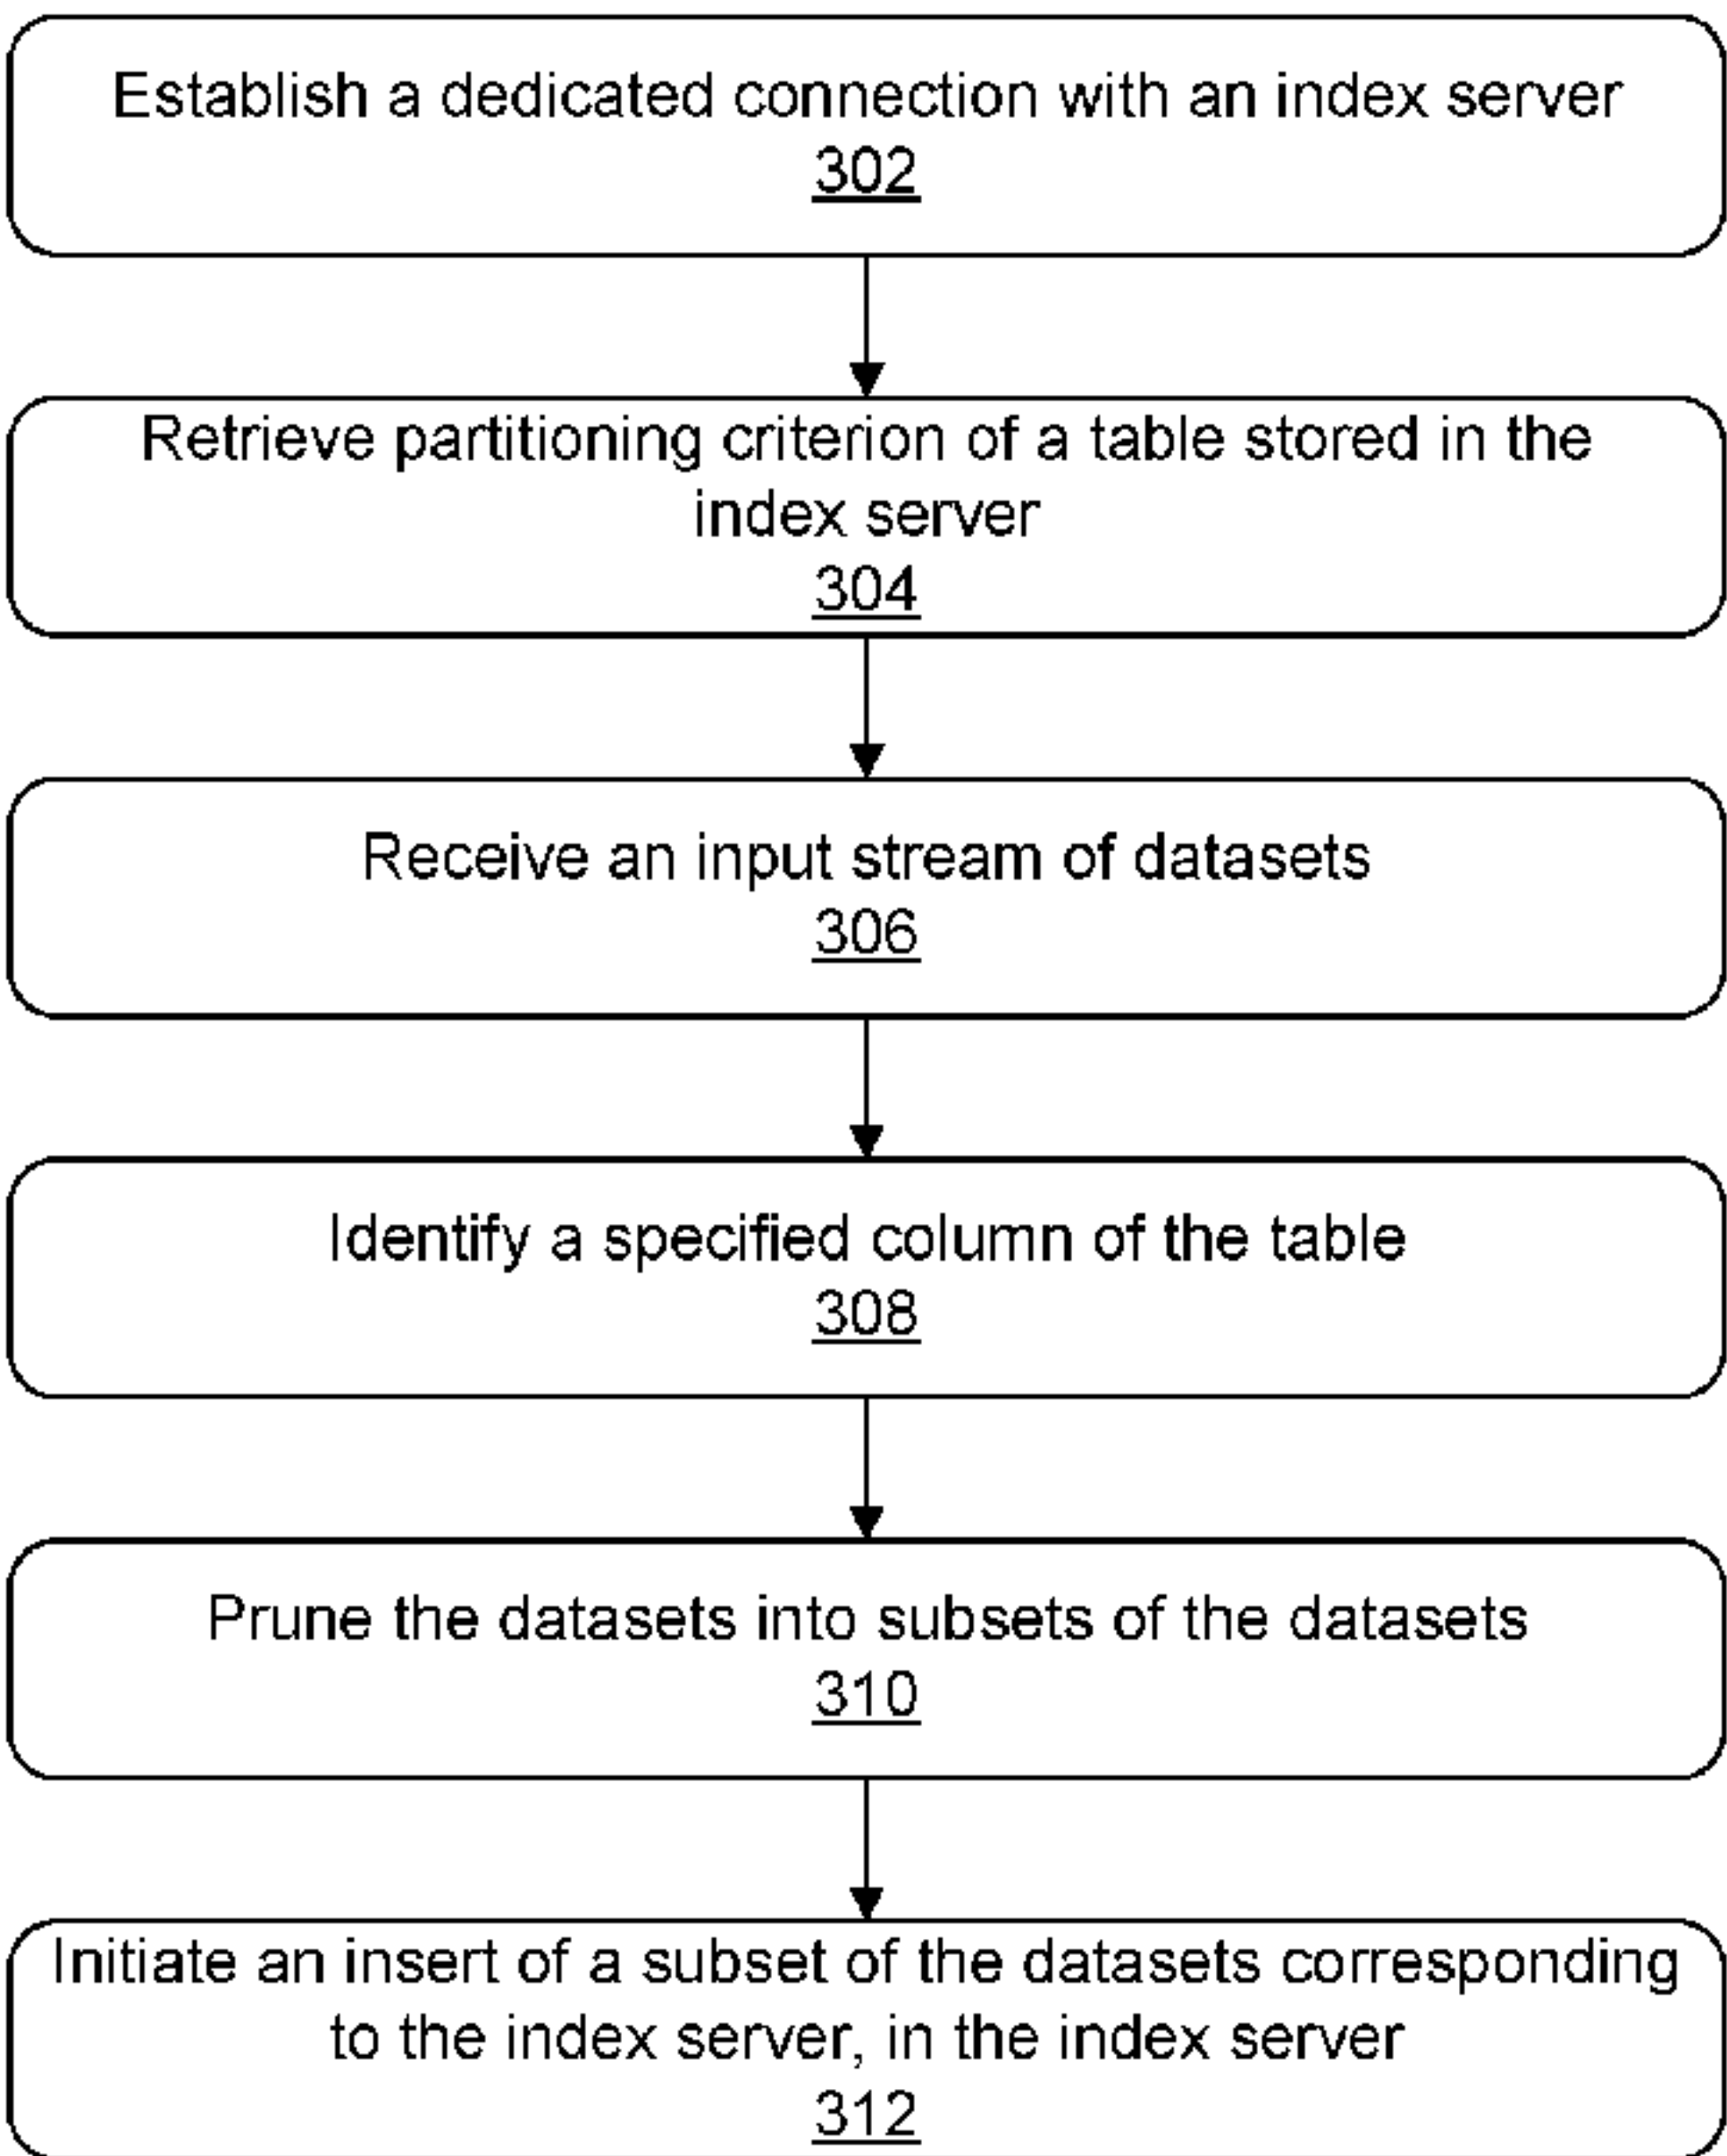 Establish a dedicated connection with an index server
302
Retrieve partitioning criterion of a table stored in the
index server
304
Receive an input stream of datasets
306
Identify a specified column of the table
308
Prune the datasets into subsets of the datasets
310
Initiate an insert of a subset of the datasets corresponding
to the index server, in the index server
312